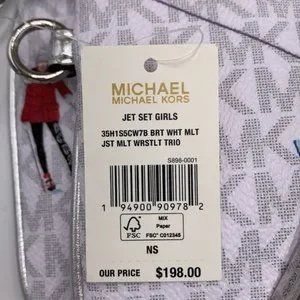 MICHAEL
MICHAEL KORS
JET SET GIRLS
35H1S5CW7B BRT WHT MLT
JST MLT WRSTLT TRIO
S898-0001
1 94900 90978 2
FSC
MIX
Paper
FSC® C012345
NS
OUR PRICE $198.00